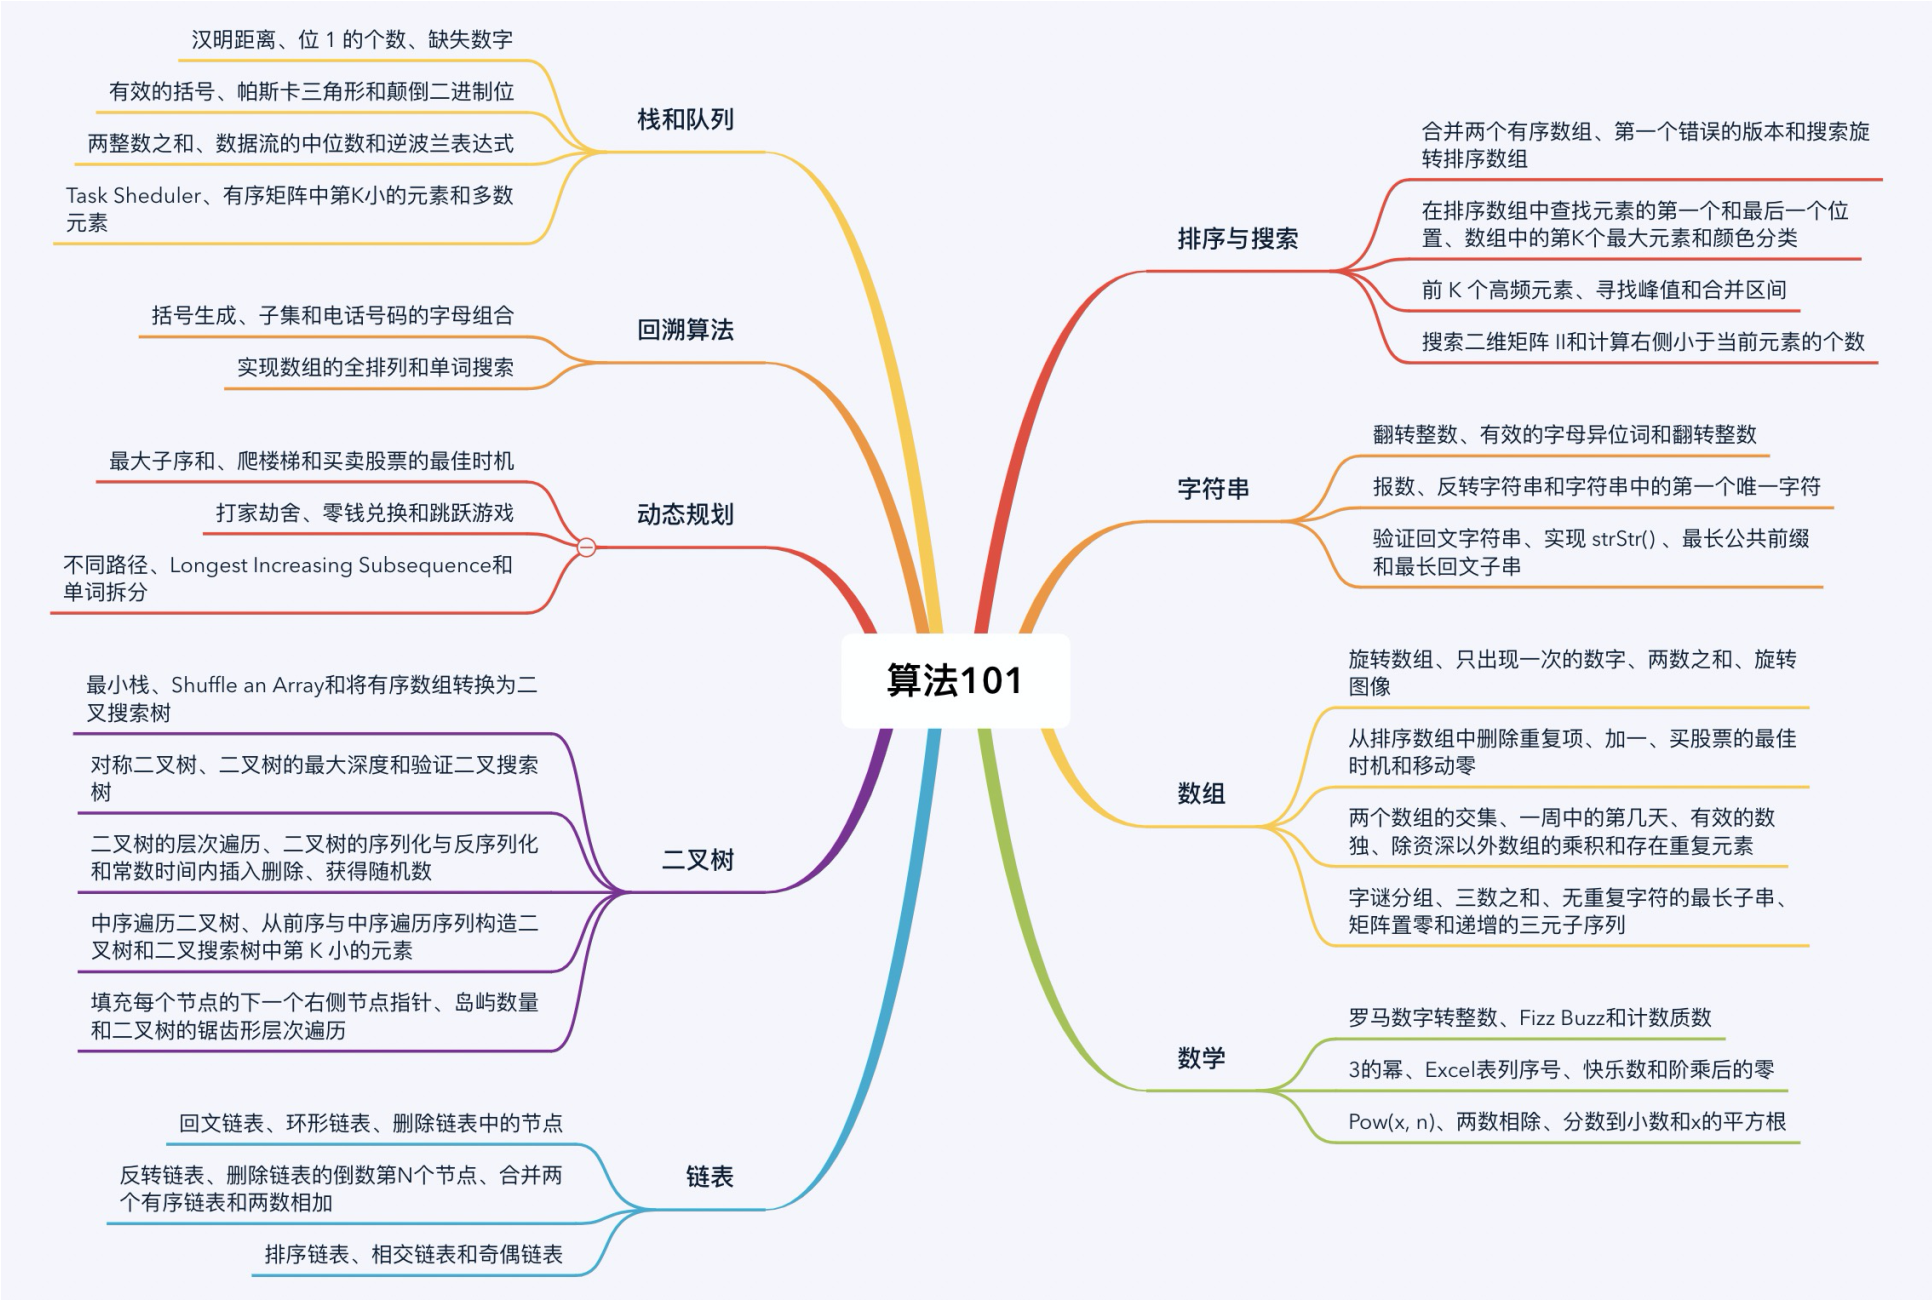 算法101
排序与搜索
合并两个有序数组、第一个错误的版本和搜索旋
转排序数组
在排序数组中查找元素的第一个和最后一个位
置、数组中的第K个最大元素和颜色分类
前 K 个高频元素、寻找峰值和合并区间
搜索二维矩阵 II和计算右侧小于当前元素的个数
字符串
翻转整数、有效的字母异位词和翻转整数
报数、反转字符串和字符串中的第一个唯一字符
验证回文字符串、实现 strStr() 、最长公共前缀
和最长回文子串
数组
旋转数组、只出现一次的数字、两数之和、旋转
图像
从排序数组中删除重复项、加一、买股票的最佳
时机和移动零
两个数组的交集、一周中的第几天、有效的数
独、除资深以外数组的乘积和存在重复元素
字谜分组、三数之和、无重复字符的最长子串、
矩阵置零和递增的三元子序列
数学
罗马数字转整数、Fizz Buzz和计数质数
3的幂、Excel表列序号、快乐数和阶乘后的零
Pow(x, n)、两数相除、分数到小数和x的平方根
栈和队列
汉明距离、位 1 的个数、缺失数字
有效的括号、帕斯卡三角形和颠倒二进制位
两整数之和、数据流的中位数和逆波兰表达式
Task Sheduler、有序矩阵中第K小的元素和多数
元素
回溯算法
括号生成、子集和电话号码的字母组合
实现数组的全排列和单词搜索
动态规划
最大子序和、爬楼梯和买卖股票的最佳时机
打家劫舍、零钱兑换和跳跃游戏
不同路径、Longest Increasing Subsequence和
单词拆分
二叉树
最小栈、Shuffle an Array和将有序数组转换为二
叉搜索树
对称二叉树、二叉树的最大深度和验证二叉搜索
树
二叉树的层次遍历、二叉树的序列化与反序列化
和常数时间内插入删除、获得随机数
中序遍历二叉树、从前序与中序遍历序列构造二
叉树和二叉搜索树中第 K 小的元素
填充每个节点的下一个右侧节点指针、岛屿数量
和二叉树的锯齿形层次遍历
链表
回文链表、环形链表、删除链表中的节点
反转链表、删除链表的倒数第N个节点、合并两
个有序链表和两数相加
排序链表、相交链表和奇偶链表